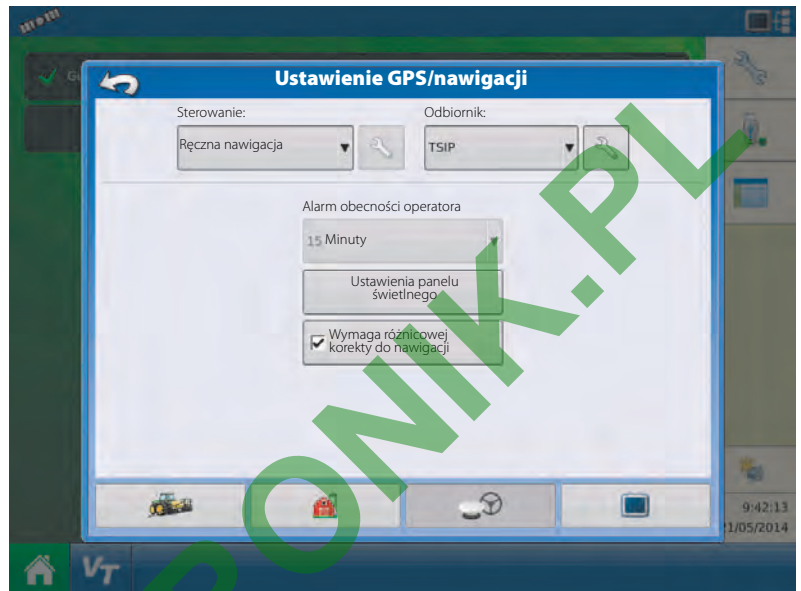 Ustawienie GPS/nawigacji
Sterowanie:
Odbiornik:
Ręczna nawigacja
TSIP
Alarm obecności operatora
15 Minuty
Ustawienia panelu
świetlnego
Wymaga różnicowej
korekty do nawigacji
9:42:13
1/05/2014
VT
PONIK.PL